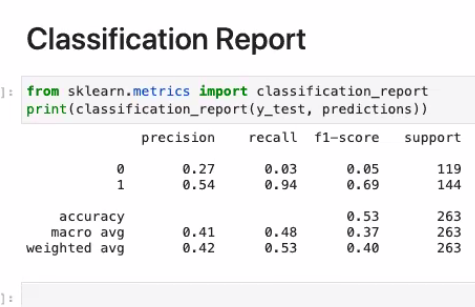 Classification Report
]: from sklearn.metrics import classification_report
print(classification_report(y_test, predictions))
precision recall f1-score support
0 0.27 0.03 0.05 119
1 0.54 0.94 0.69 144
accuracy 0.53 263
macro avg 0.41 0.48 0.37 263
weighted avg 0.42 0.53 0.40 263
]: